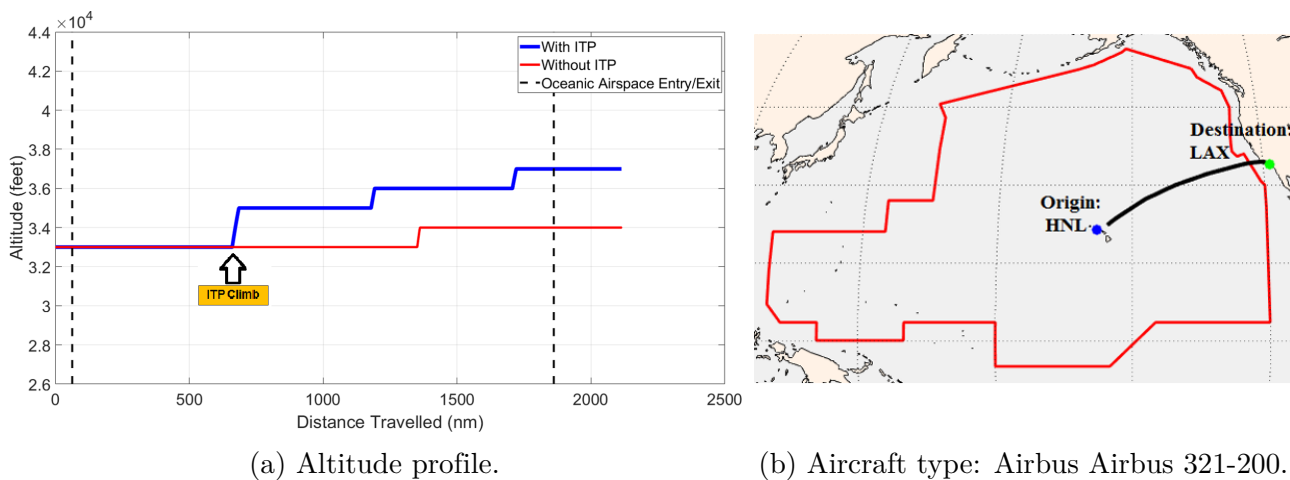 ×10⁴
4.4
4.2
4
3.8
3.6
3.4
3.2
3
2.8
2.6
0 500 1000 1500 2000 2500
Altitude (feet)
Distance Travelled (nm)
With ITP
Without ITP
Oceanic Airspace Entry/Exit
ITP Climb
(a) Altitude profile.
Destination:
LAX
Origin:
HNL
(b) Aircraft type: Airbus Airbus 321-200.